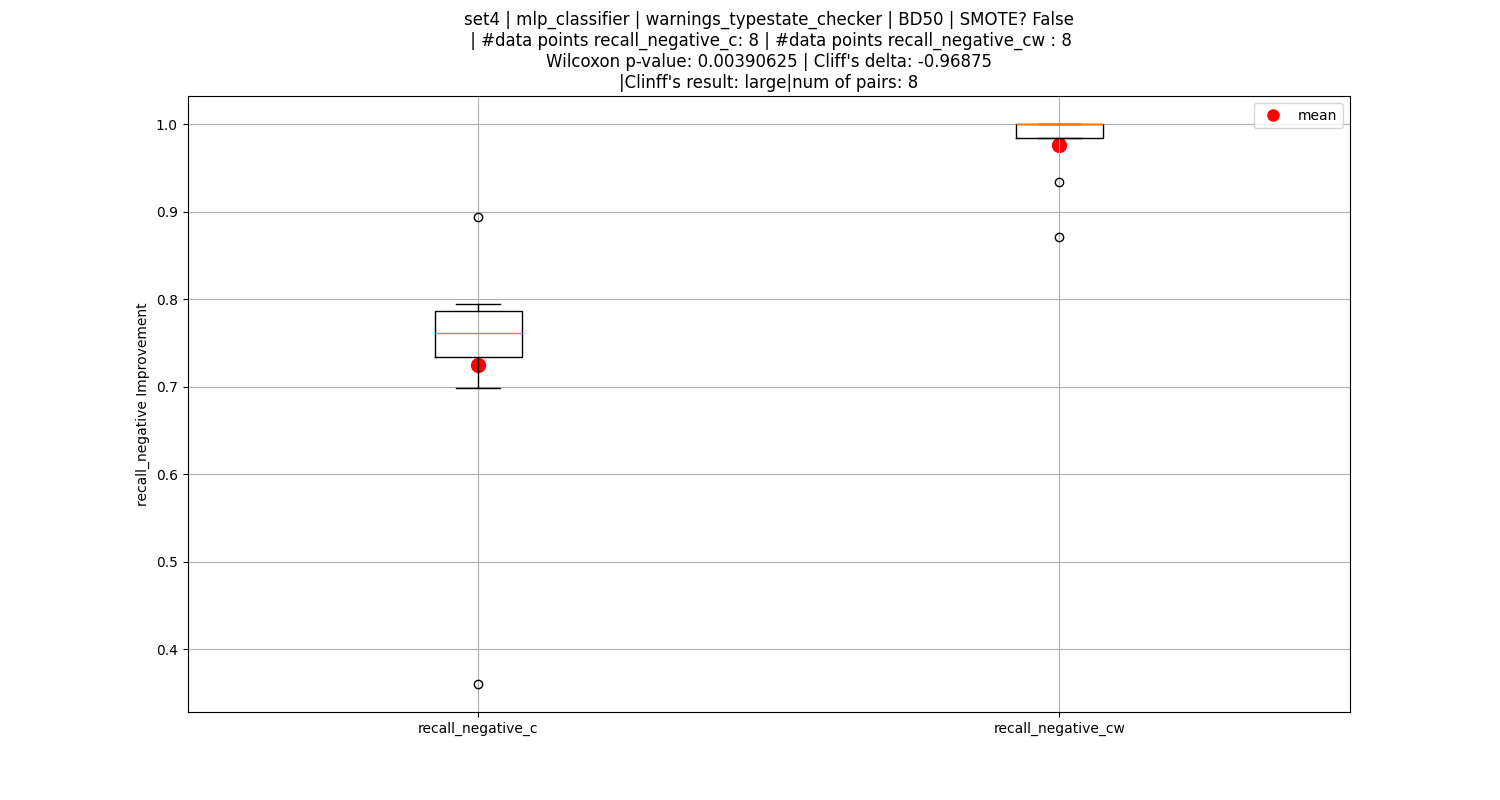 set4 | mlp_classifier | warnings_typestate_checker | BD50 | SMOTE? False
| #data points recall_negative_c: 8 | #data points recall_negative_cw : 8
Wilcoxon p-value: 0.00390625 | Cliff's delta: -0.96875
|Clinff's result: large|num of pairs: 8
mean
1.0
0.9
0.8
0.7
0.6
0.5
0.4
recall_negative Improvement
recall_negative_c
recall_negative_cw